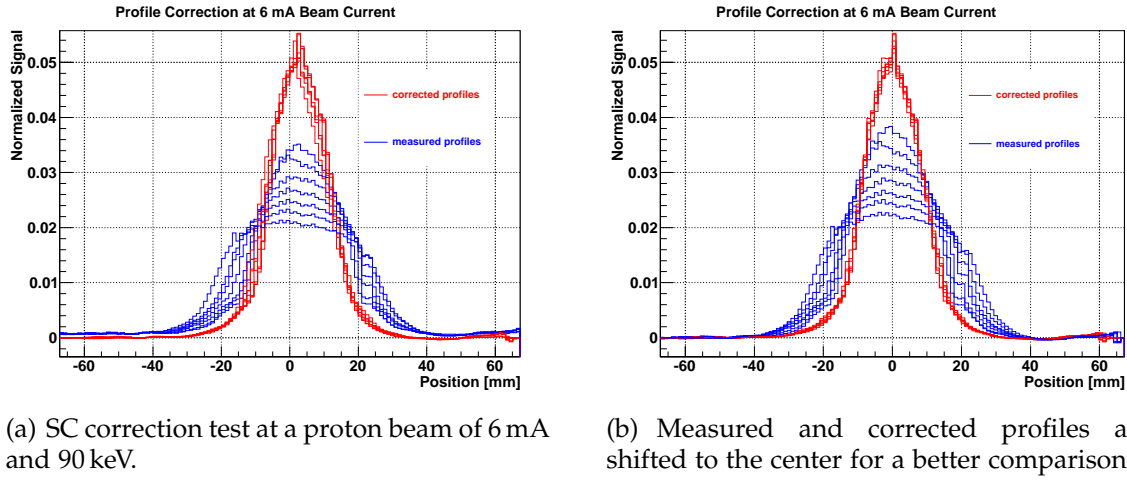 Profile Correction at 6 mA Beam Current
Normalized Signal
0.05
0.04
0.03
0.02
0.01
0
corrected profiles
measured profiles
-60 -40 -20 0 20 40 60
Position [mm]
(a) SC correction test at a proton beam of 6 mA
and 90 keV.
Profile Correction at 6 mA Beam Current
Normalized Signal
0.05
0.04
0.03
0.02
0.01
0
corrected profiles
measured profiles
-60 -40 -20 0 20 40 60
Position [mm]
(b) Measured and corrected profiles a
shifted to the center for a better comparison